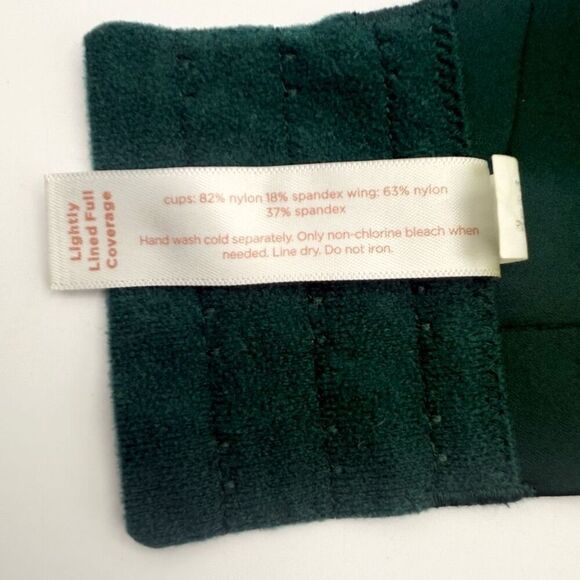 Lightly
Lined Full
Coverage
cups: 82% nylon 18% spandex wing: 63% nylon
37% spandex
Hand wash cold separately. Only non-chlorine bleach when
needed. Line dry. Do not iron.